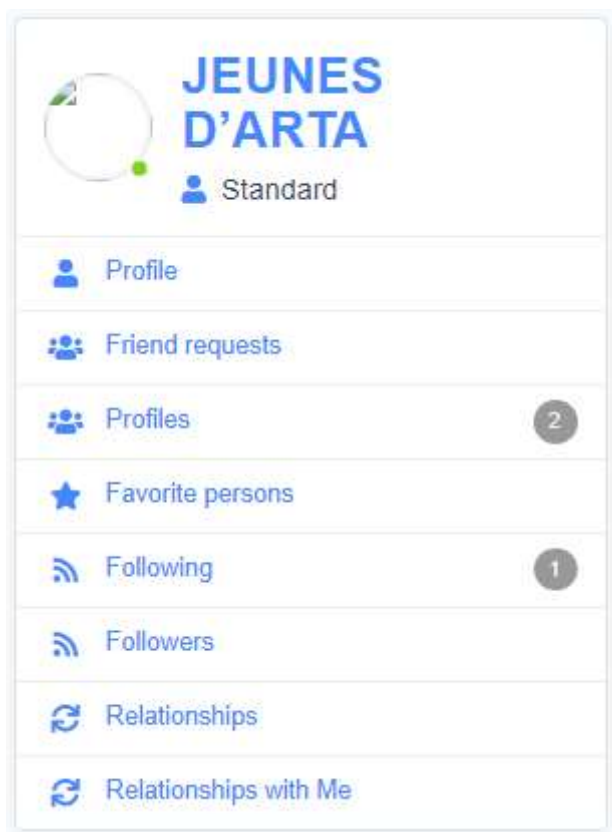 JEUNES
D’ARTA
Standard
Profile
Friend requests
Profiles 2
Favorite persons
Following 1
Followers
Relationships
Relationships with Me